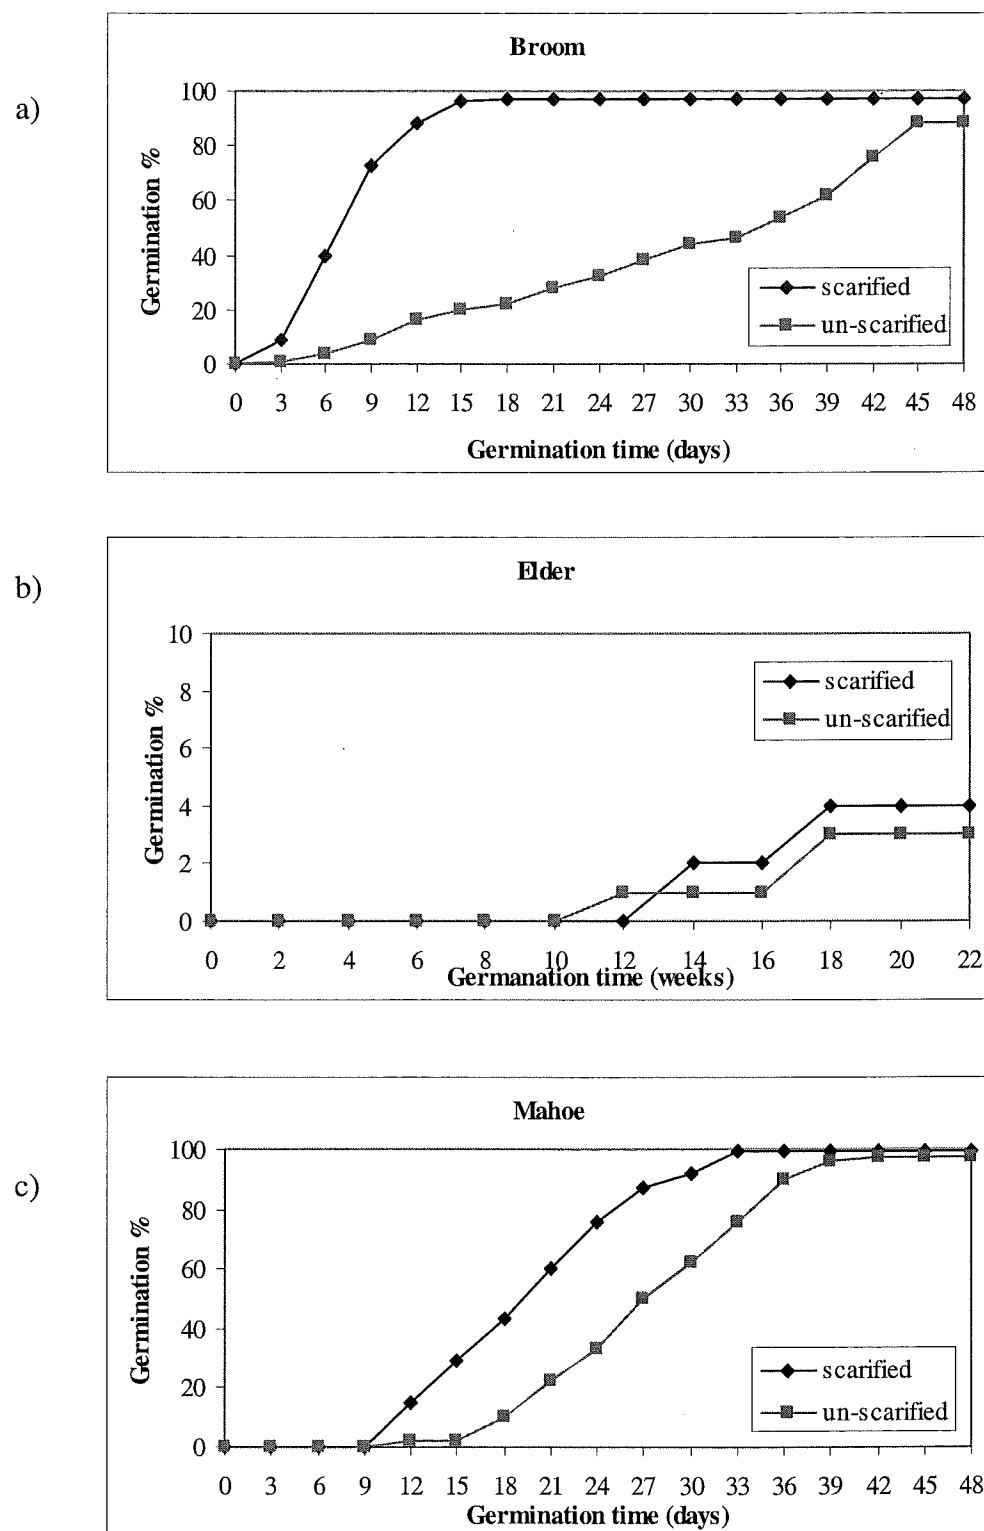 a)
Broom
100
80
60
40
20
0
Germination %
scarified
un-scarified
0 3 6 9 12 15 18 21 24 27 30 33 36 39 42 45 48
Germination time (days)
b)
Elder
10
8
6
4
2
0
Germination %
scarified
un-scarified
0 2 4 6 8 10 12 14 16 18 20 22
Germanation time (weeks)
c)
Mahoe
100
80
60
40
20
0
Germination %
scarified
un-scarified
0 3 6 9 12 15 18 21 24 27 30 33 36 39 42 45 48
Germination time (days)